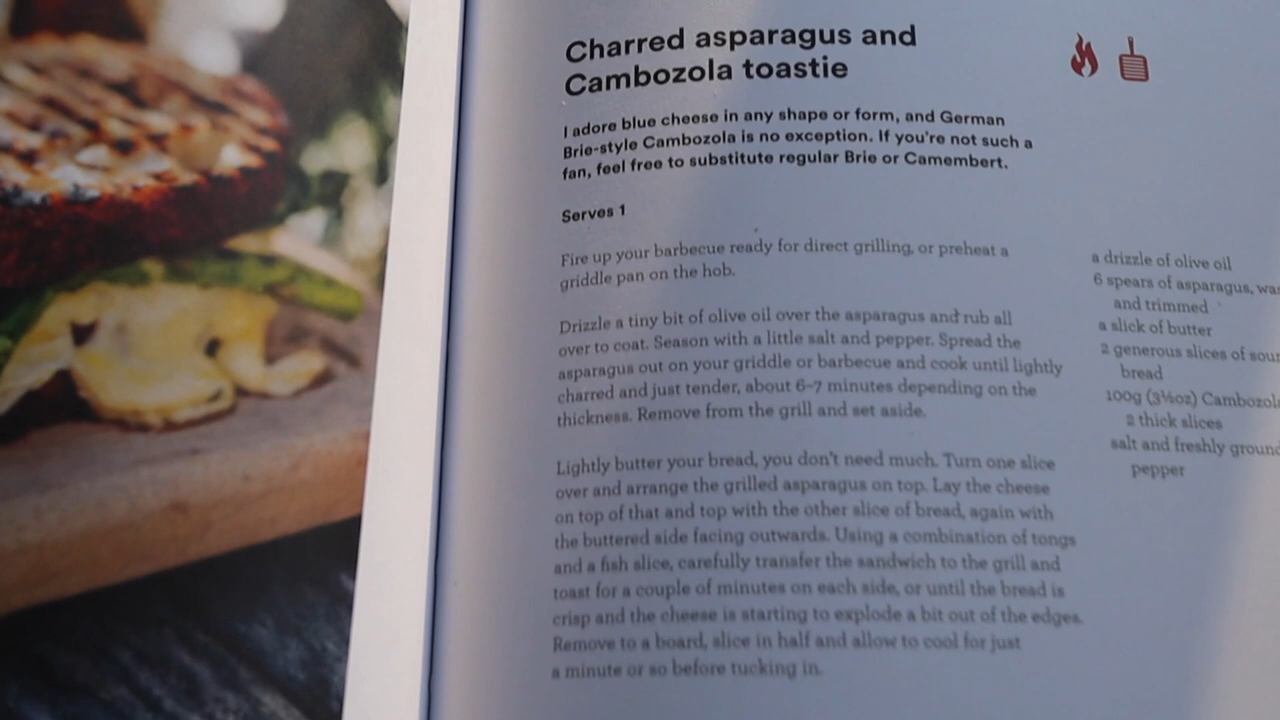 Charred asparagus and
Cambozola toastie
I adore blue cheese in any shape or form, and German
Brie-style Cambozola is no exception. If you're not such a
fan, feel free to substitute regular Brie or Camembert.
Serves 1
Fire up your barbecue ready for direct grilling, or preheat a
griddle pan on the hob.
Drizzle a tiny bit of olive oil over the asparagus and rub all
over to coat. Season with a little salt and pepper. Spread the
asparagus out on your griddle or barbecue and cook until lightly
charred and just tender, about 6–7 minutes depending on the
thickness. Remove from the grill and set aside.
Lightly butter your bread, you don't need much. Turn one slice
over and arrange the grilled asparagus on top. Lay the cheese
on top of that and top with the other slice of bread, again with
the buttered side facing outwards. Using a combination of tongs
and a fish slice, carefully transfer the sandwich to the grill and
toast for a couple of minutes on each side, or until the bread is
crisp and the cheese is starting to explode a bit out of the edges.
Remove to a board, slice in half and allow to cool for just
a minute or so before tucking in.
a drizzle of olive oil
6 spears of asparagus,
and trimmed
a slick of butter
2 generous slices of
bread
100g (3½oz)
2 thick slices
salt and freshly
pepper